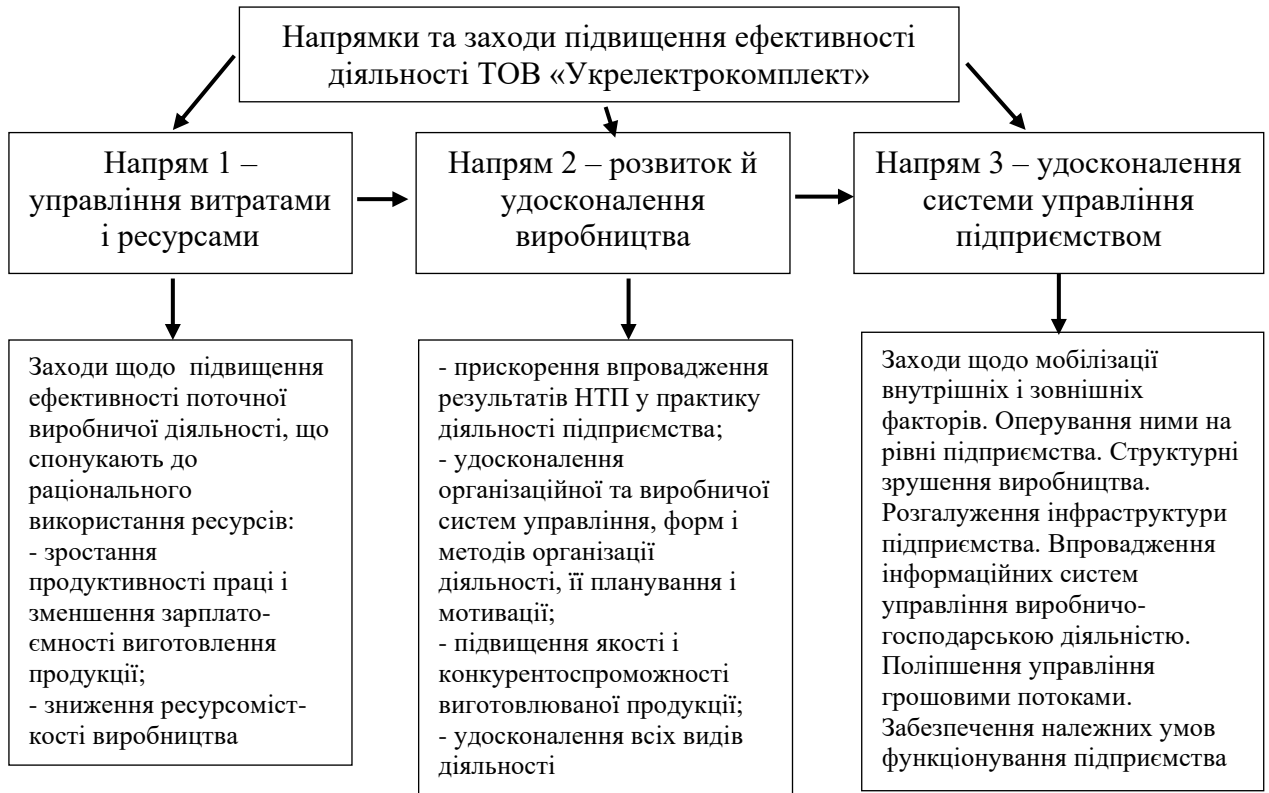 Напрямки та заходи підвищення ефективності
діяльності ТОВ «Укрелектрокомплект»
Напрям 1 –
управління витратами
і ресурсами
Напрям 2 – розвиток й
удосконалення
виробництва
Напрям 3 – удосконалення
системи управління
підприємством
Заходи щодо підвищення
ефективності поточної
виробничої діяльності, що
спонукають до
раціонального
використання ресурсів:
- зростання
продуктивності праці і
зменшення зарплато-
ємності виготовлення
продукції;
- зниження ресурсоміст-
кості виробництва
- прискорення впровадження
результатів НТП у практику
діяльності підприємства;
- удосконалення
організаційної та виробничої
систем управління, форм і
методів організації
діяльності, її планування і
мотивації;
- підвищення якості і
конкурентоспроможності
виготовлюваної продукції;
- удосконалення всіх видів
діяльності
Заходи щодо мобілізації
внутрішніх і зовнішніх
факторів. Оперування ними на
рівні підприємства. Структурні
зрушення виробництва.
Розгалуження інфраструктури
підприємства. Впровадження
інформаційних систем
управління виробничо-
господарською діяльністю.
Поліпшення управління
грошовими потоками.
Забезпечення належних умов
функціонування підприємства